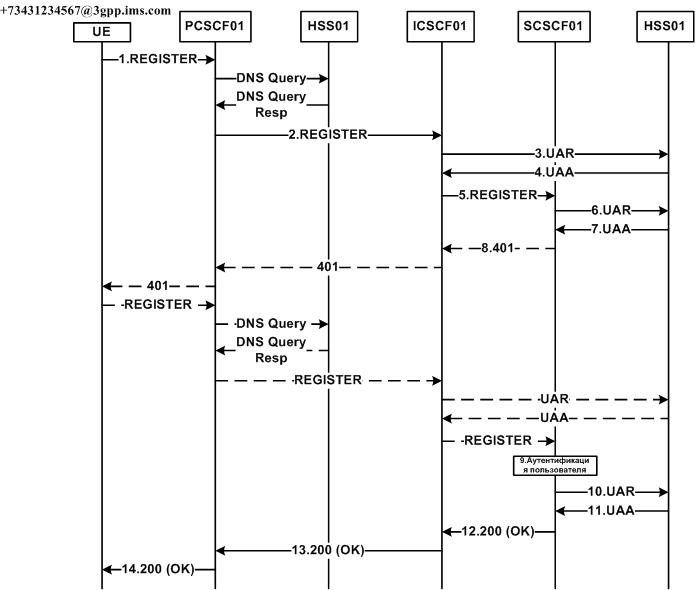 +73431234567@3gpp.ims.com
UE
PCSCF01
HSS01
ICSCF01
SCSCF01
HSS01
1.REGISTER
DNS Query
DNS Query
Resp
2.REGISTER
3.UAR
4.UAA
5.REGISTER
6.UAR
7.UAA
8.401
401
401
REGISTER
DNS Query
DNS Query
Resp
REGISTER
UAR
UAA
REGISTER
9.Аутентификаци
я пользователя
10.UAR
11.UAA
12.200 (OK)
13.200 (OK)
14.200 (OK)